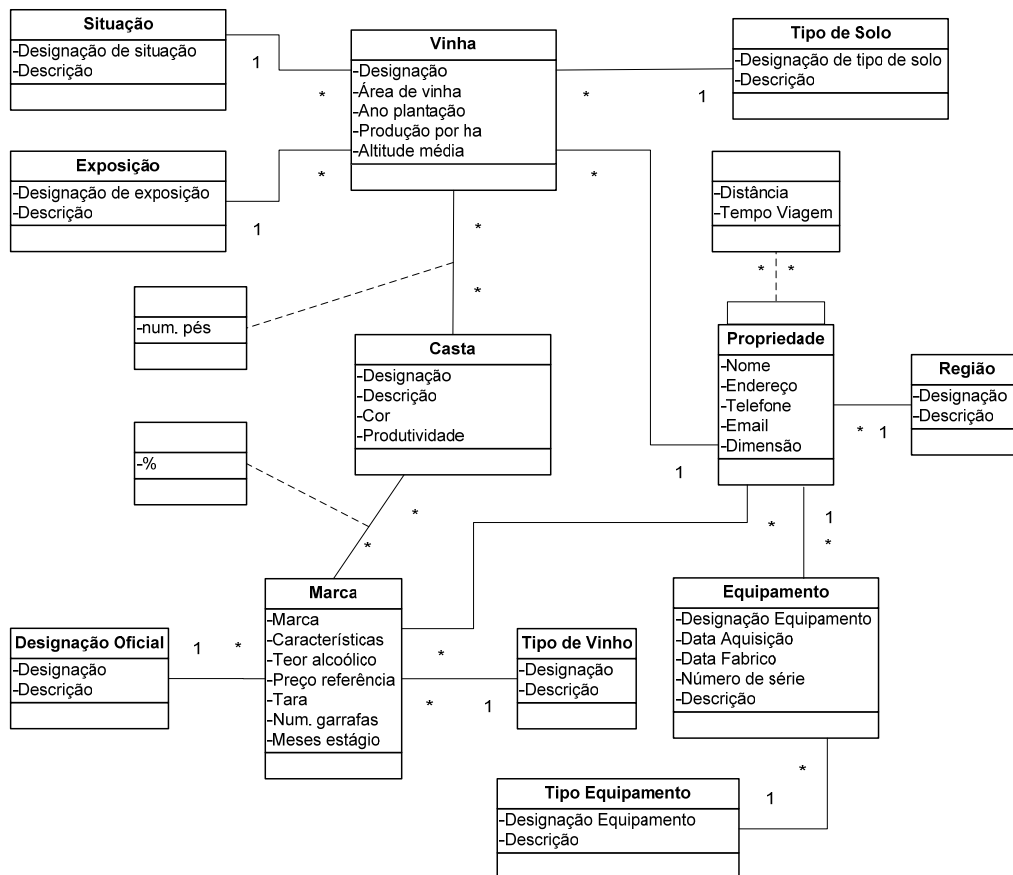 Situação
-Designação de situação
-Descrição
1
*
Vinha
-Designação
-Área de vinha
-Ano plantação
-Produção por ha
-Altitude média
*
1
Tipo de Solo
-Designação de tipo de solo
-Descrição
Exposição
-Designação de exposição
-Descrição
*
1
*
-Distância
-Tempo Viagem
*
*
*
*
-num. pés
Casta
-Designação
-Descrição
-Cor
-Produtividade
Propriedade
-Nome
-Endereço
-Telefone
-Email
-Dimensão
Região
-Designação
-Descrição
*
1
1
-%
*
*
*
1
*
Marca
-Marca
-Características
-Teor alcoólico
-Preço referência
-Tara
-Num. garrafas
-Meses estágio
Equipamento
-Designação Equipamento
-Data Aquisição
-Data Fabrico
-Número de série
-Descrição
Designação Oficial
-Designação
-Descrição
1
*
*
*
1
Tipo de Vinho
-Designação
-Descrição
*
1
Tipo Equipamento
-Designação Equipamento
-Descrição